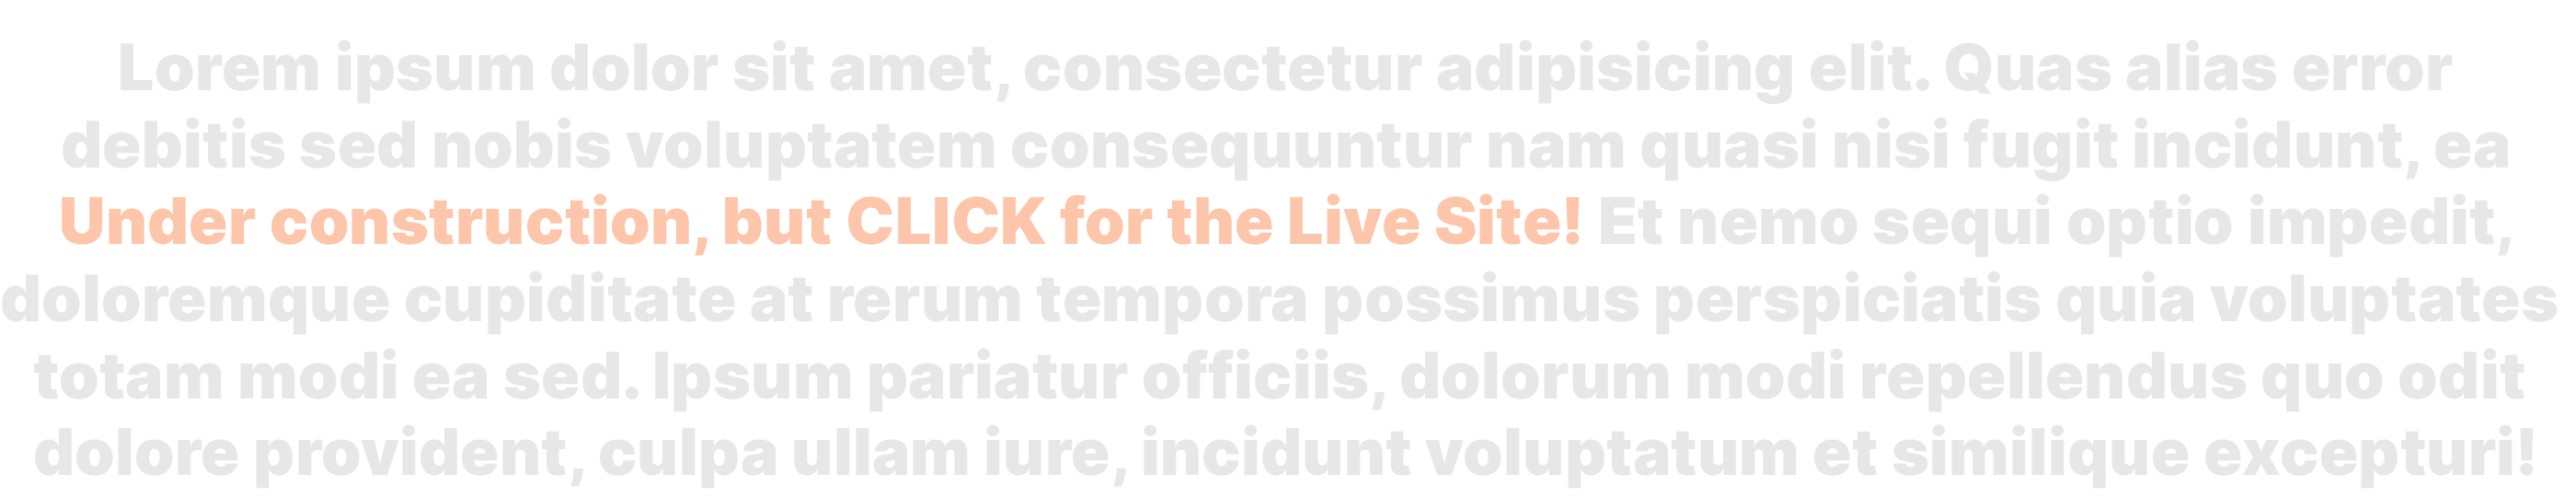 Lorem ipsum dolor sit amet, consectetur adipisicing elit. Quas alias error
debitis sed nobis voluptatem consequuntur nam quasi nisi fugit incidunt, ea
Under construction, but CLICK for the Live Site! Et nemo sequi optio impedit,
doloremque cupiditate at rerum tempora possimus perspiciatis quia voluptates
totam modi ea sed. Ipsum pariatur officiis, dolorum modi repellendus quo odit
dolore provident, culpa ullam iure, incidunt voluptatum et similique excepturi!